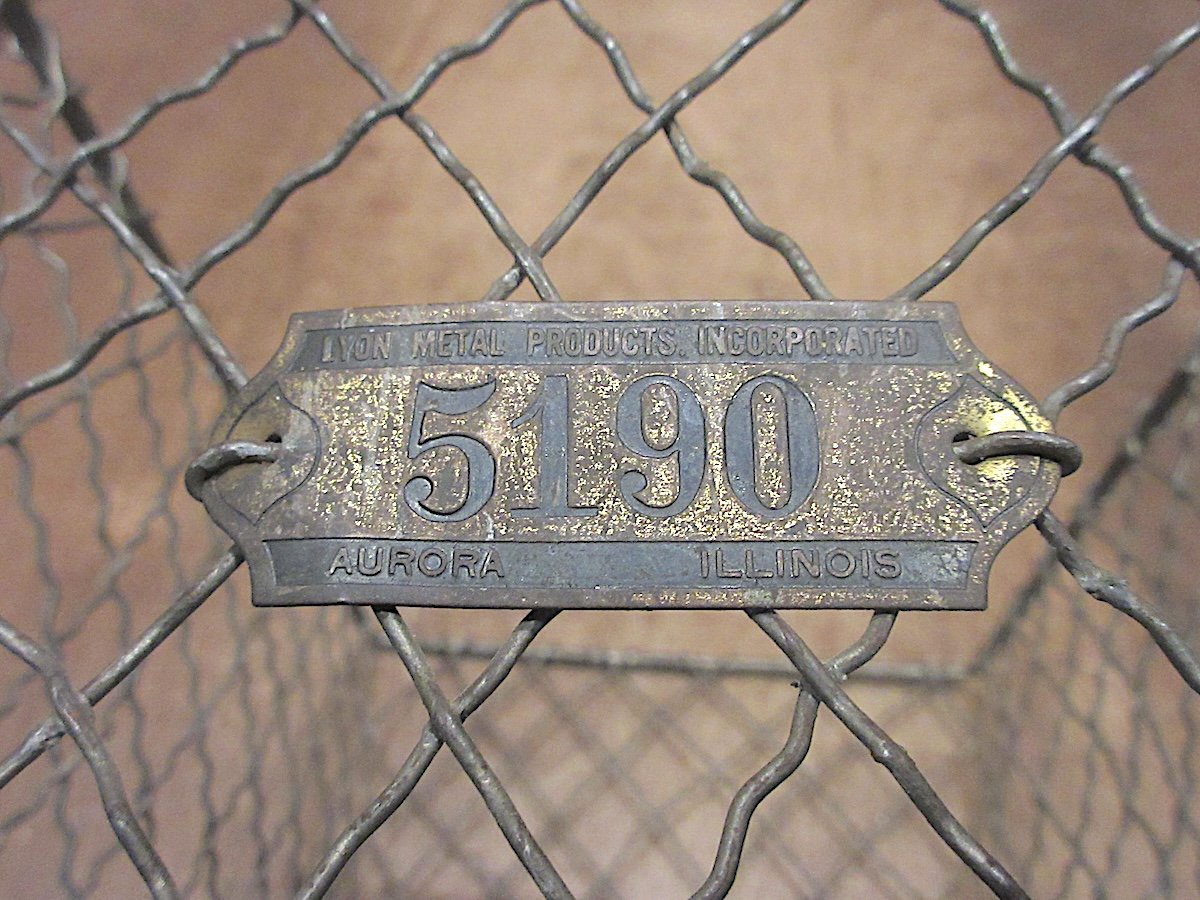 LYON METAL PRODUCTS, INCORPORATED
5190
AURORA ILLINOIS